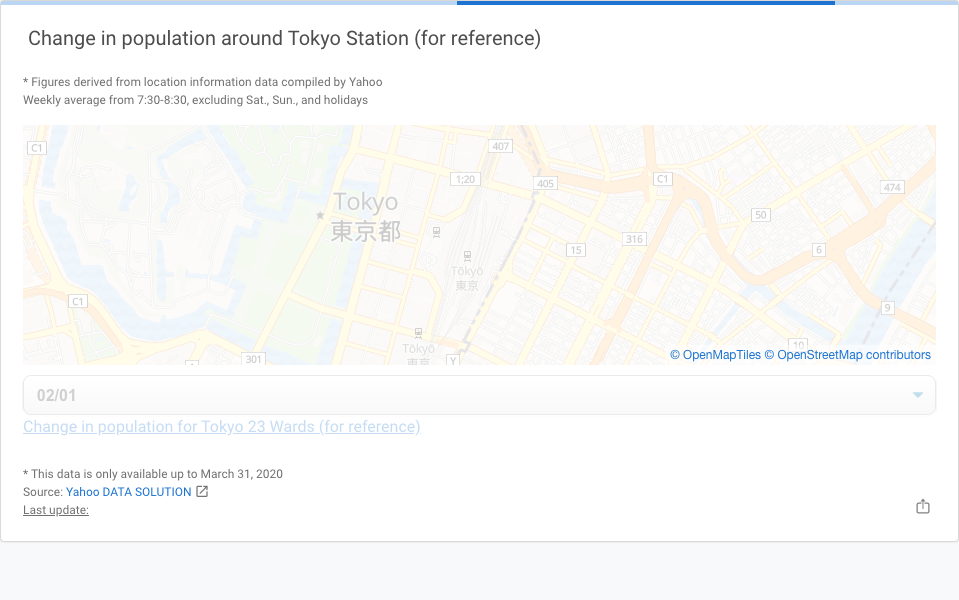 Change in population around Tokyo Station (for reference)
* Figures derived from location information data compiled by Yahoo
Weekly average from 7:30-8:30, excluding Sat., Sun., and holidays
C1
407
1;20
405
C1
474
Tokyo
東京都
50
15
316
6
Tōkyō
東京
C1
9
10
Tōkyō
東京
301
1
Y
© OpenMapTiles © OpenStreetMap contributors
02/01
Change in population for Tokyo 23 Wards (for reference)
* This data is only available up to March 31, 2020
Source: Yahoo DATA SOLUTION
Last update: